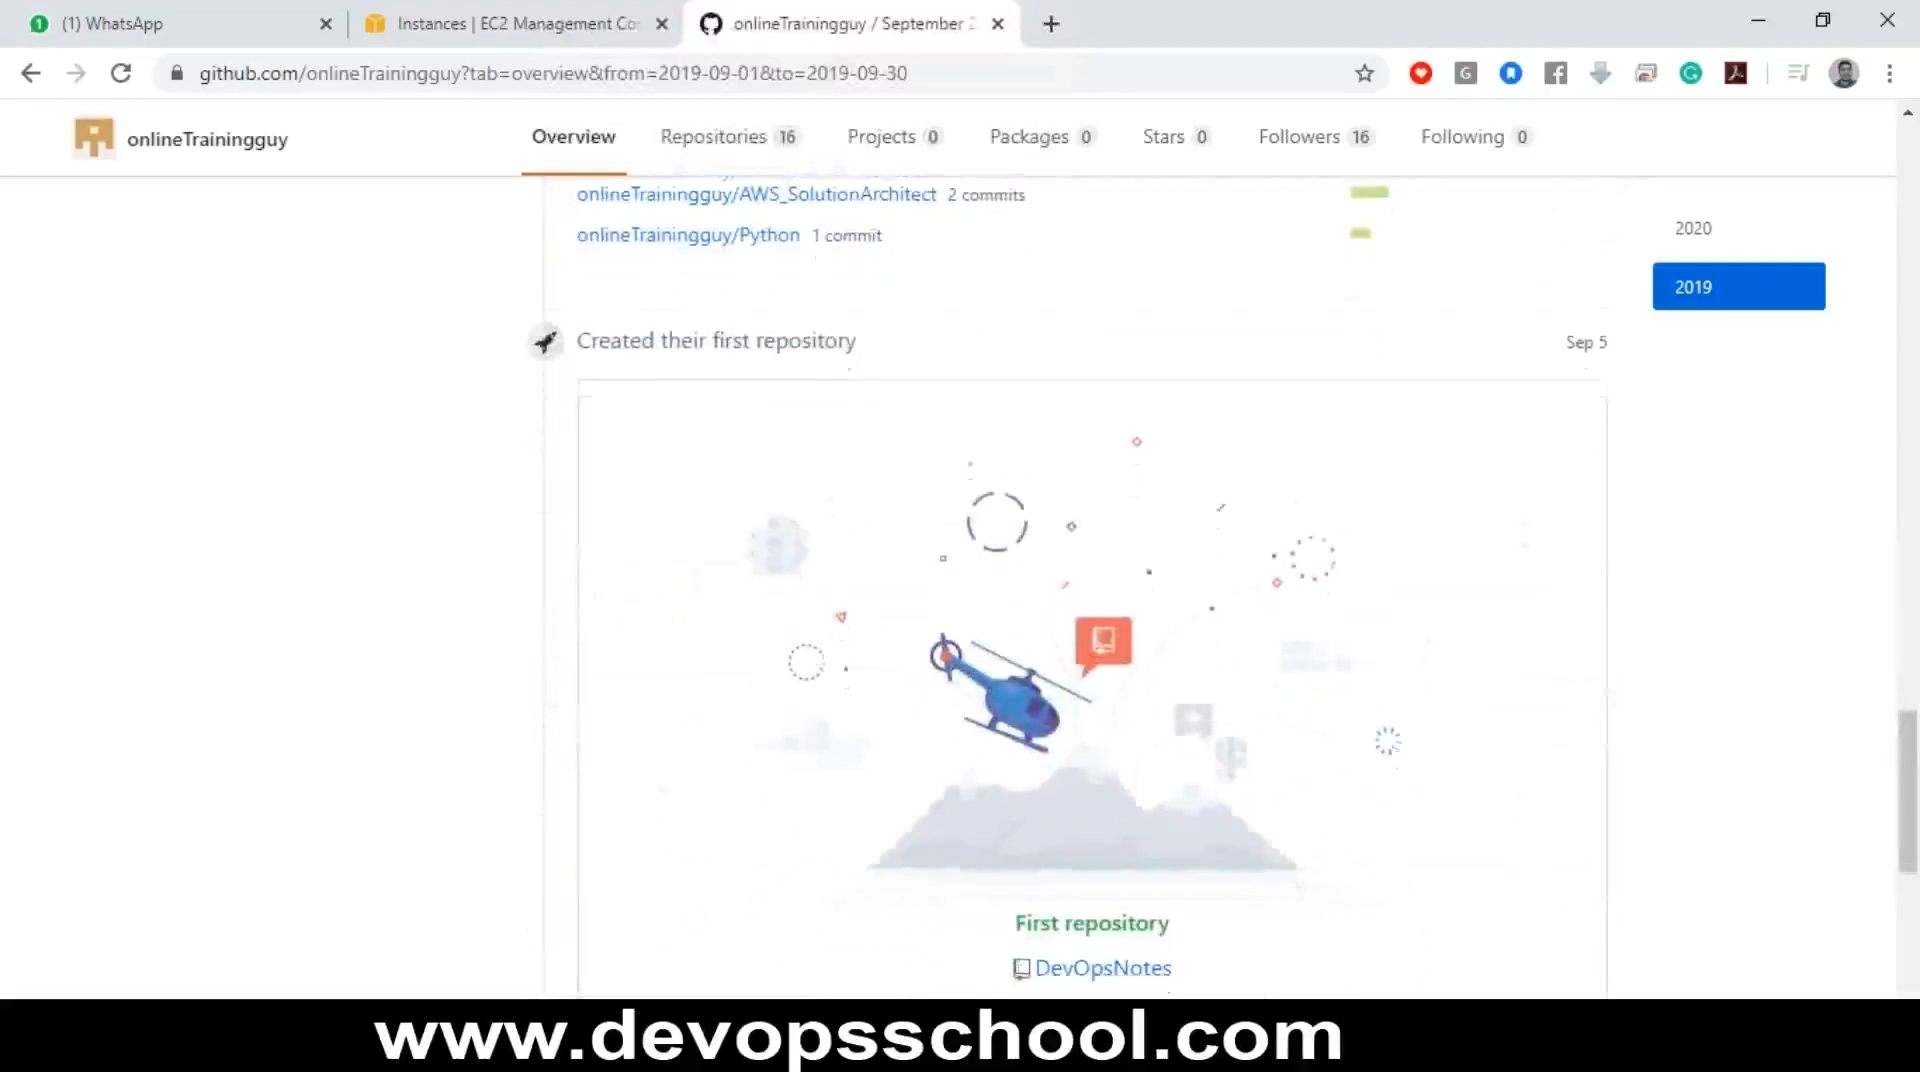 (1) WhatsApp
Instances | EC2 Management Co
onlineTrainingguy / September 2
github.com/onlineTrainingguy?tab=overview&from=2019-09-01&to=2019-09-30
onlineTrainingguy
Overview
Repositories 16
Projects 0
Packages 0
Stars 0
Followers 16
Following 0
onlineTrainingguy/AWS_SolutionArchitect 2 commits
onlineTrainingguy/Python 1 commit
2020
2019
Created their first repository
Sep 5
First repository
DevOpsNotes
www.devopsschool.com